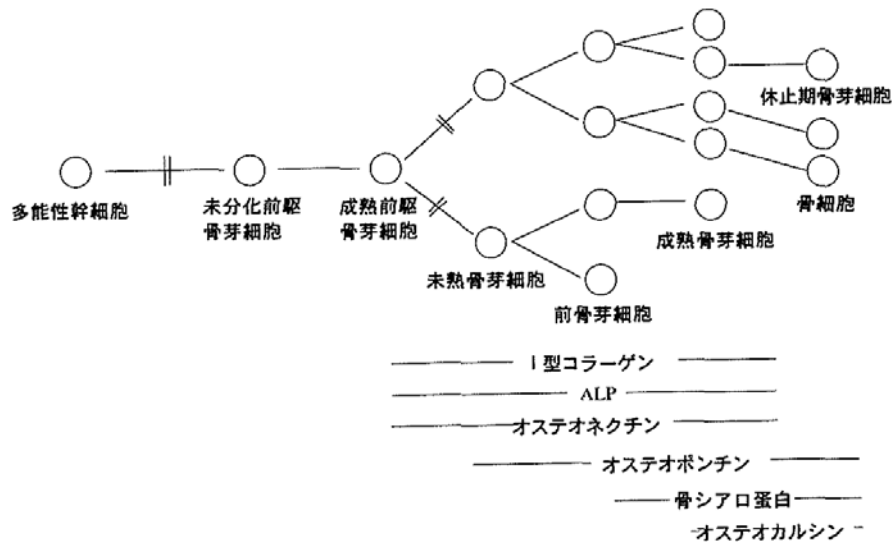 休止期骨芽細胞
多能性幹細胞
未分化前駆
骨芽細胞
成熟前駆
骨芽細胞
骨細胞
成熟骨芽細胞
未熟骨芽細胞
前骨芽細胞
I型コラーゲン
ALP
オステオネクチン
オステオポンチン
骨シアロ蛋白
オステオカルシン